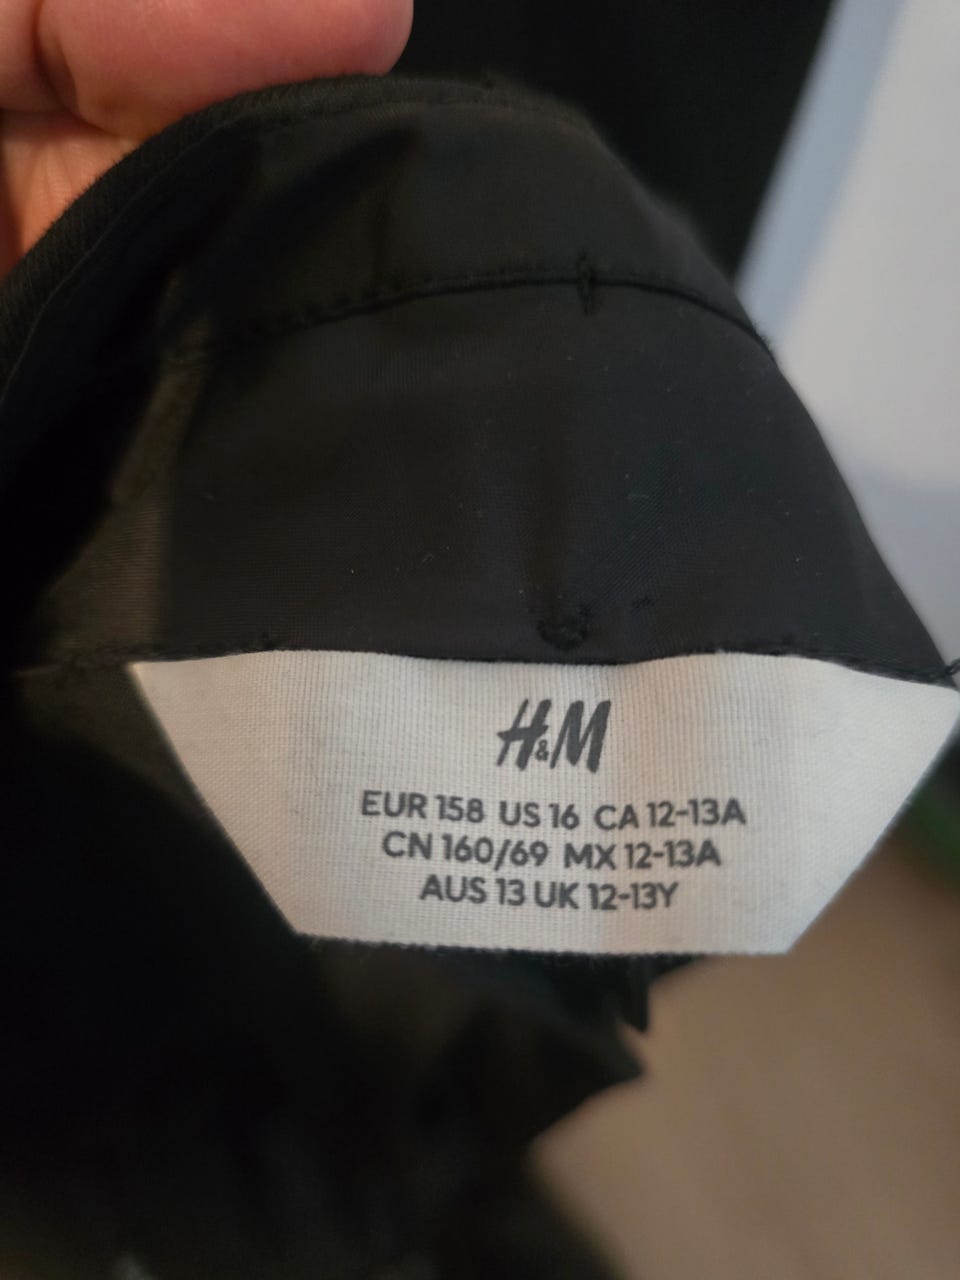 H&M
EUR 158 US 16 CA 12-13A
CN 160/69 MX 12-13A
AUS 13 UK 12-13Y